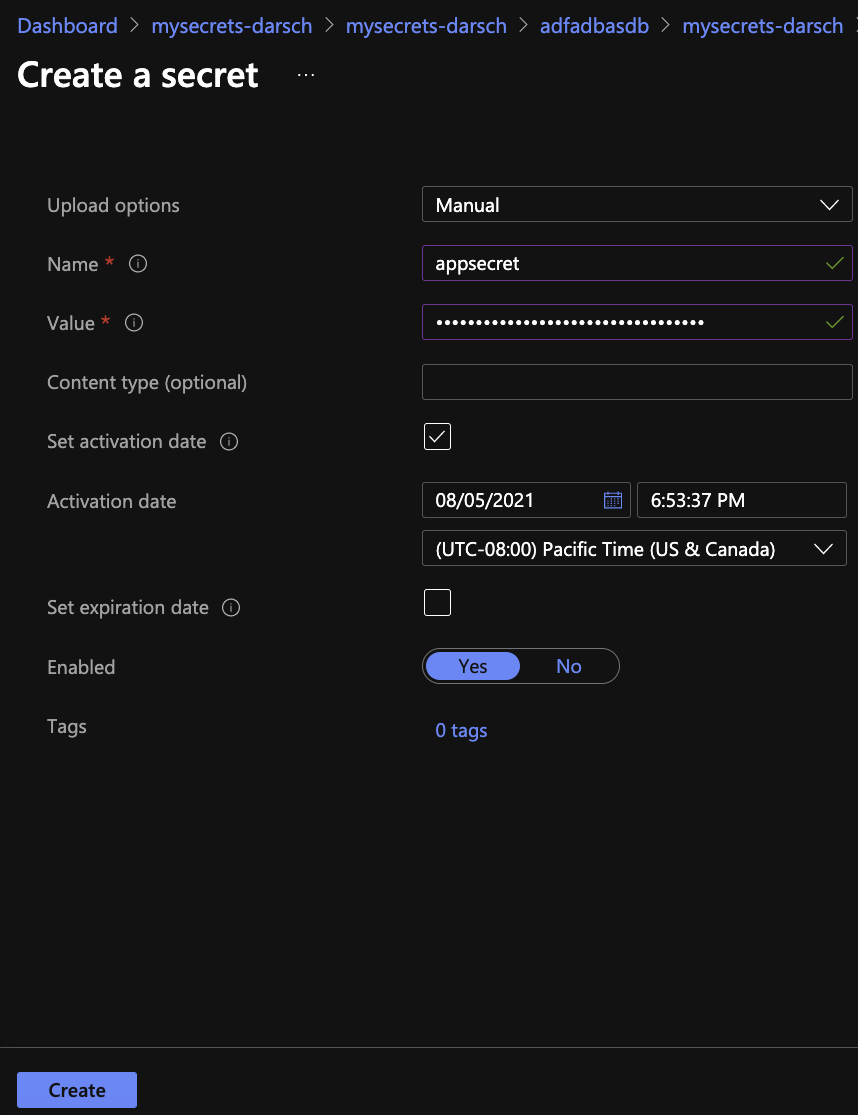 Dashboard > mysecrets-darsch > mysecrets-darsch > adfadbasdb > mysecrets-darsch >
Create a secret ...
Upload options Manual
Name * appsecret
Value * ••••••••••••••••••••••••••••••••••
Content type (optional)
Set activation date
Activation date 08/05/2021 6:53:37 PM
(UTC-08:00) Pacific Time (US & Canada)
Set expiration date
Enabled Yes No
Tags 0 tags
Create